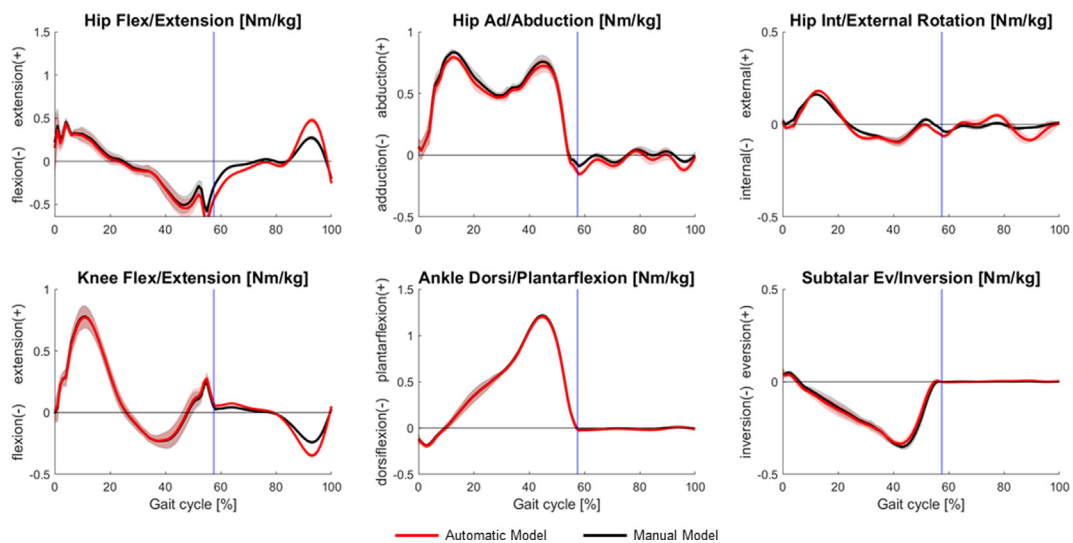 Hip Flex/Extension [Nm/kg]
Hip Ad/Abduction [Nm/kg]
Hip Int/External Rotation [Nm/kg]
flexion(-) extension(+)
1.5
1
0.5
0
-0.5
0 20 40 60 80 100
adduction(-) abduction(+)
1
0.5
0
-0.5
0 20 40 60 80 100
internal(-) external(+)
0.5
0
-0.5
0 20 40 60 80 100
Knee Flex/Extension [Nm/kg]
Ankle Dorsi/Plantarflexion [Nm/kg]
Subtalar Ev/Inversion [Nm/kg]
flexion(-) extension(+)
1
0.5
0
-0.5
0 20 40 60 80 100
Gait cycle [%]
dorsiflexion(-) plantarflexion(+)
1.5
1
0.5
0
-0.5
0 20 40 60 80 100
Gait cycle [%]
inversion(-) eversion(+)
0.5
0
-0.5
0 20 40 60 80 100
Gait cycle [%]
Automatic Model Manual Model